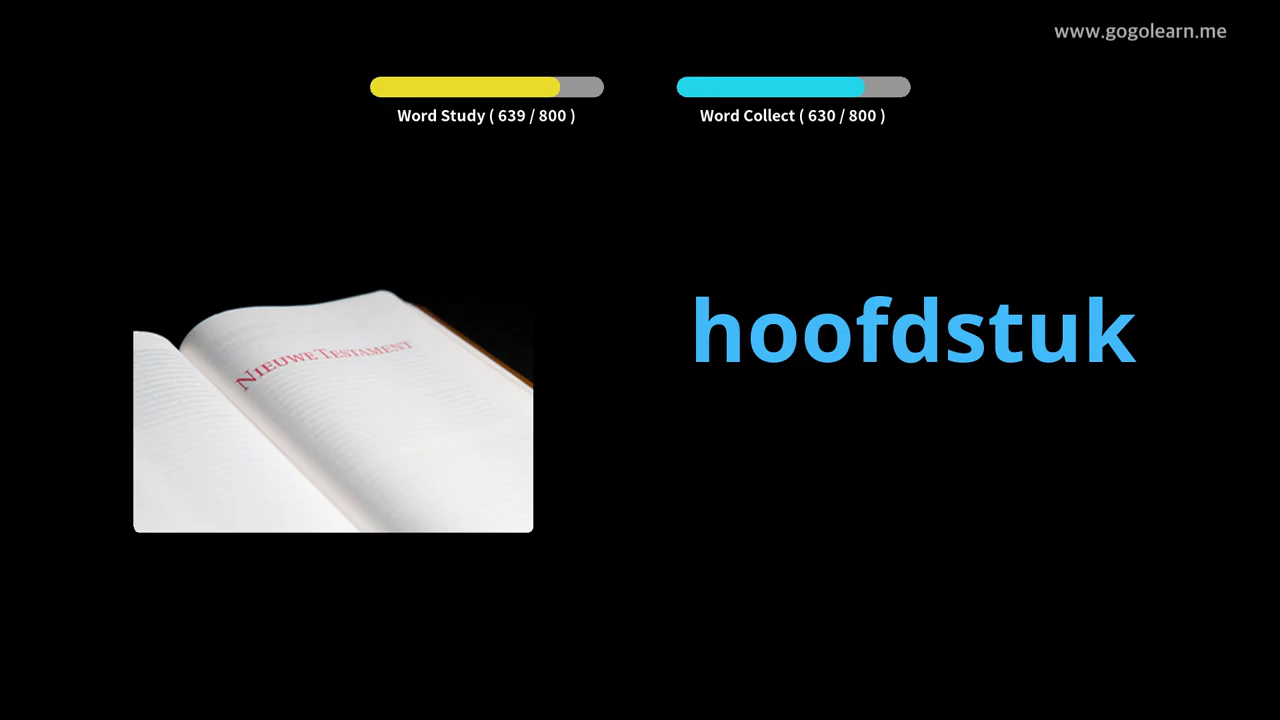 www.gogolearn.me
Word Study ( 639 / 800 )
Word Collect ( 630 / 800 )
NIEUWE TESTAMENT
hoofdstuk